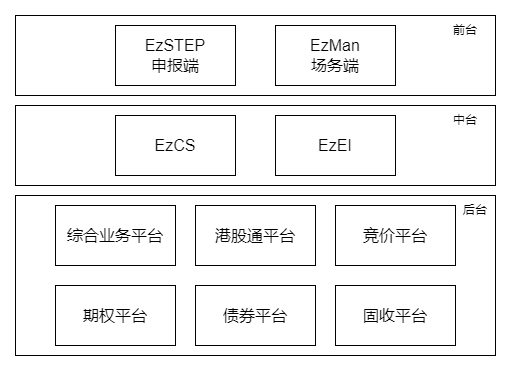 前台
EzSTEP
申报端
EzMan
场务端
中台
EzCS
EzEI
后台
综合业务平台
港股通平台
竞价平台
期权平台
债券平台
固收平台